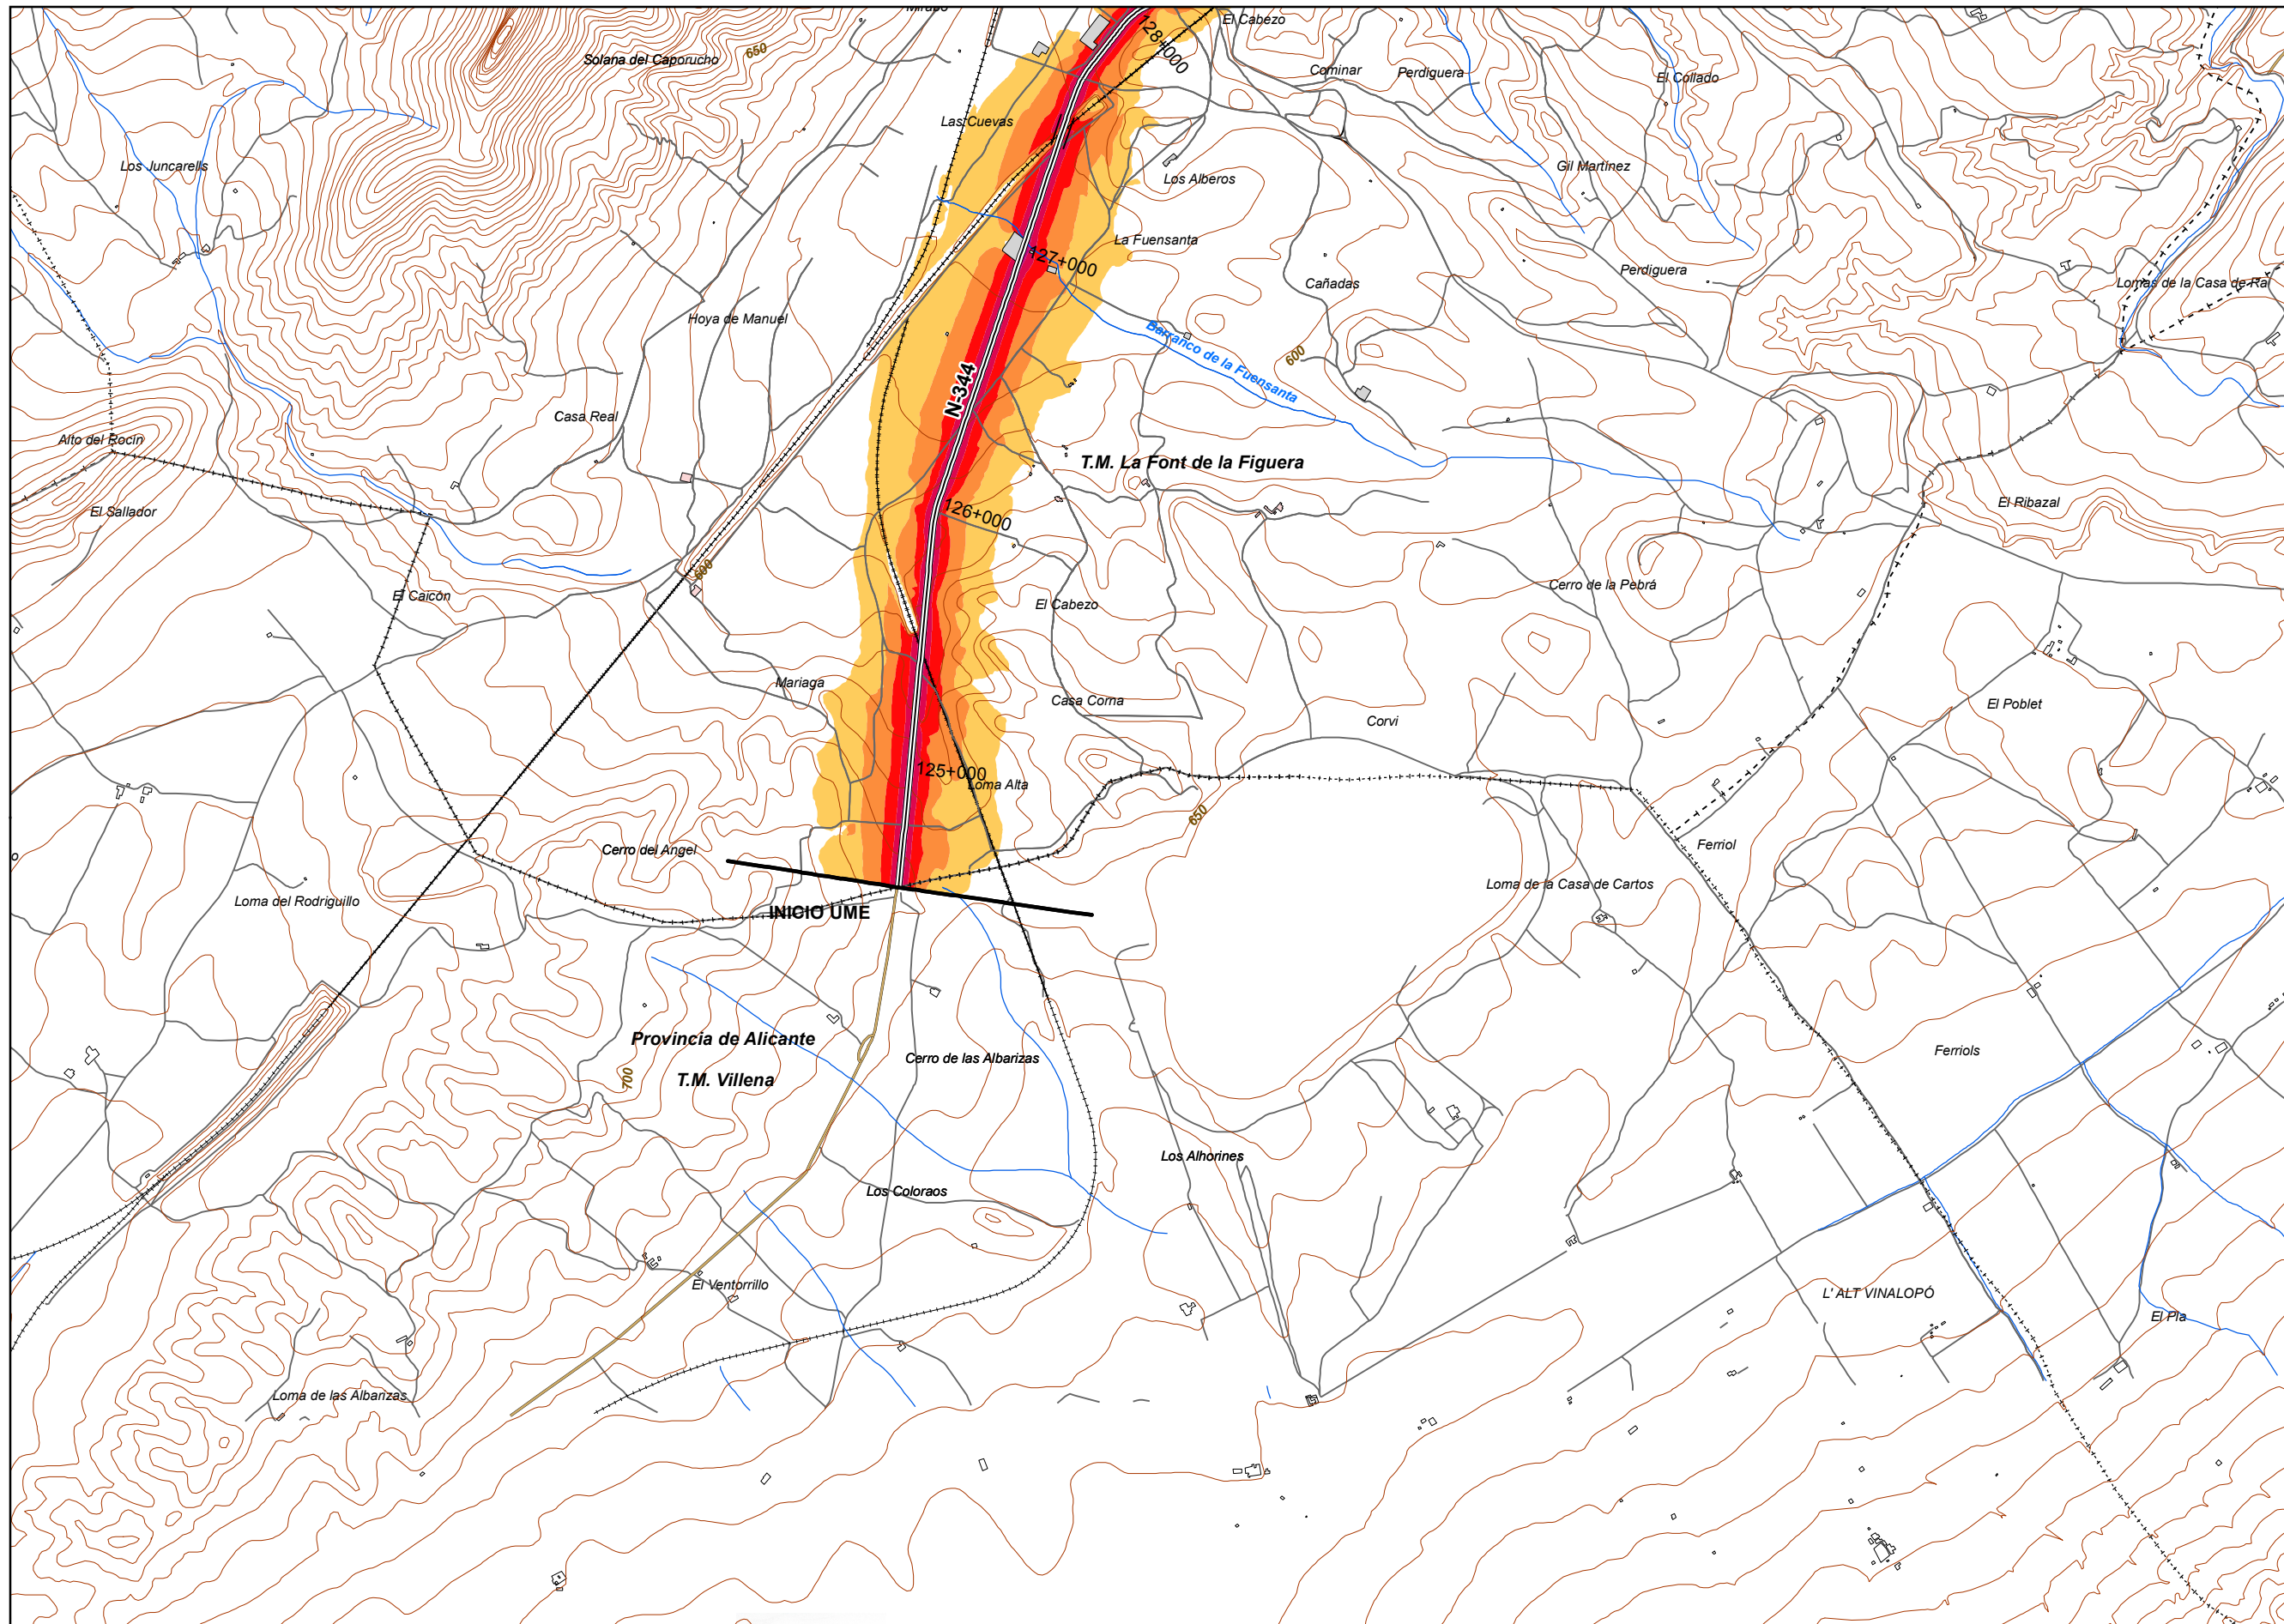 El Cabezo
128+000
Solana del Caporucho
650
Cominar
Perdiguera
El Collado
Las Cuevas
Los Juncarells
Los Alberos
Gil Martínez
La Fuensanta
127+000
Perdiguera
Cañadas
Lomas de la Casa de Ra
Hoya de Manuel
Barranco de la Fuensanta
600
N-344
Casa Real
Alto del Rocín
T.M. La Font de la Figuera
El Sallador
126+000
El Ribazal
600
Cerro de la Pebrá
El Caicón
El Cabezo
Mariaga
Casa Corna
Corvi
El Poblet
125+000
Loma Alta
650
Cerro del Angel
Ferriol
Loma de la Casa de Cartos
Loma del Rodriguillo
INICIO UME
Provincia de Alicante
Cerro de las Albarizas
Ferriols
700
T.M. Villena
Los Alhorines
Los Coloraos
El Ventorrillo
L' ALT VINALOPÓ
El Pla
Loma de las Albarizas